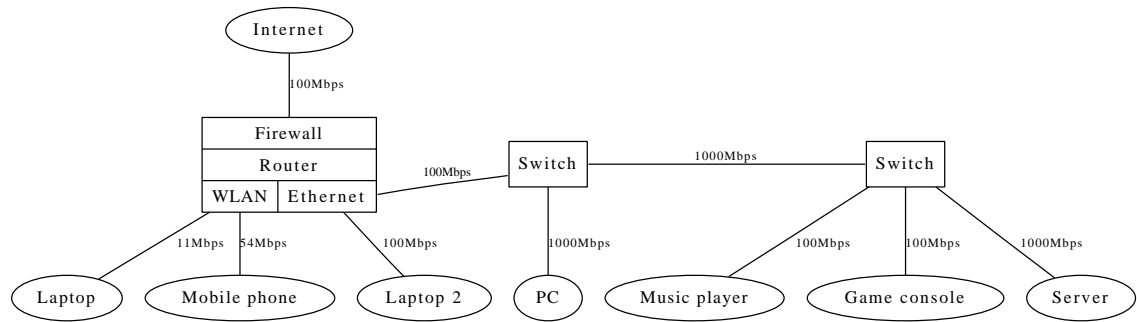 Internet
100Mbps
Firewall
Router
WLAN
Ethernet
100Mbps
Switch
1000Mbps
Switch
11Mbps
54Mbps
100Mbps
1000Mbps
100Mbps
100Mbps
1000Mbps
Laptop
Mobile phone
Laptop 2
PC
Music player
Game console
Server